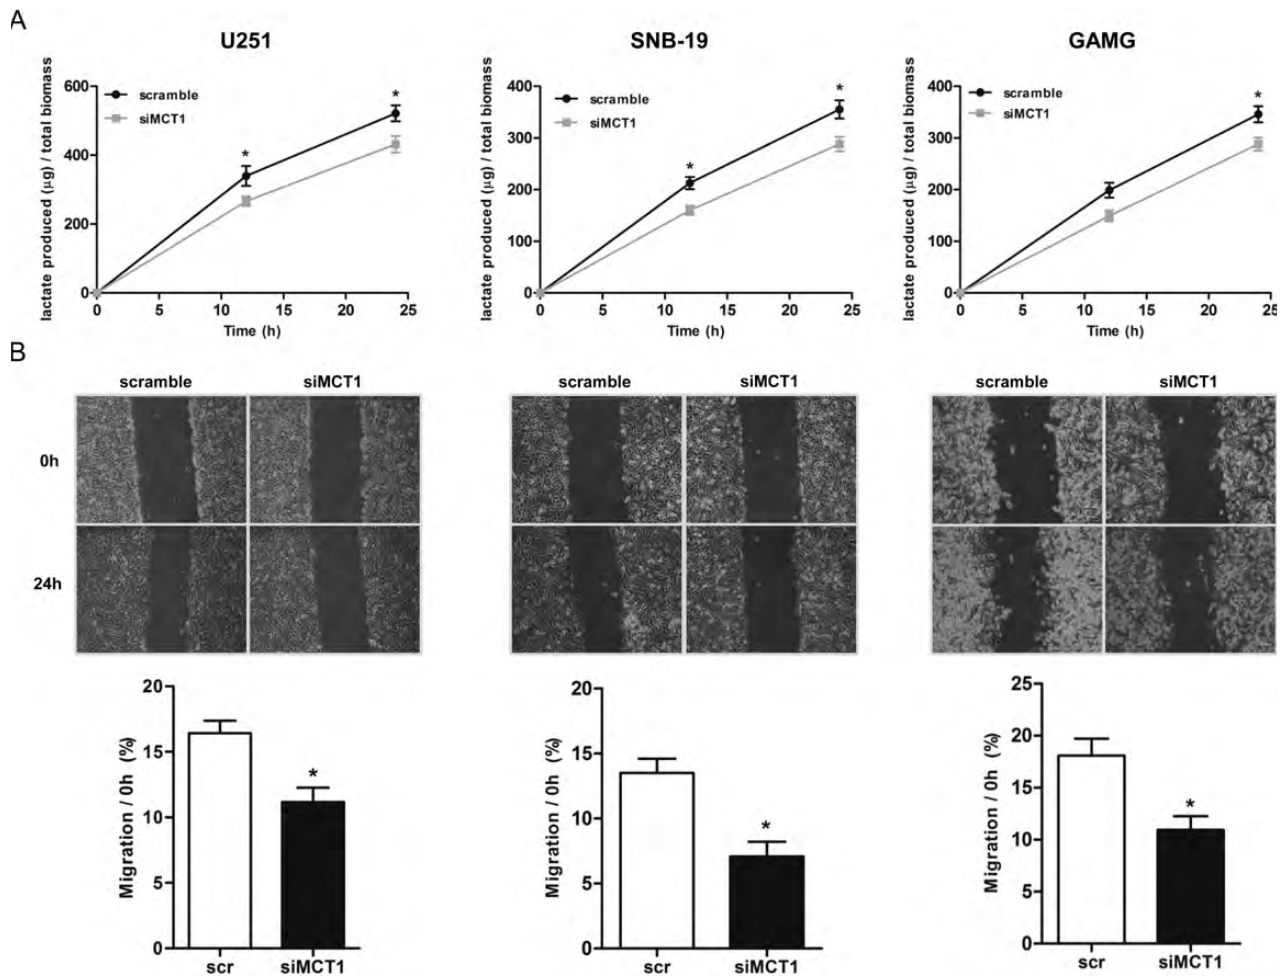 A
U251
SNB-19
GAMG
lactate produced (µg) / total biomass
600
400
200
0
scramble
siMCT1
*
*
0
5
10
15
20
25
Time (h)
lactate produced (µg) / total biomass
400
300
200
100
0
scramble
siMCT1
*
*
0
5
10
15
20
25
Time (h)
lactate produced (µg) / total biomass
400
300
200
100
0
scramble
siMCT1
*
0
5
10
15
20
25
Time (h)
B
scramble
siMCT1
scramble
siMCT1
scramble
siMCT1
0h
24h
Migration / 0h (%)
20
15
10
5
0
*
scr
siMCT1
Migration / 0h (%)
20
15
10
5
0
*
scr
siMCT1
Migration / 0h (%)
25
20
15
10
5
0
*
scr
siMCT1